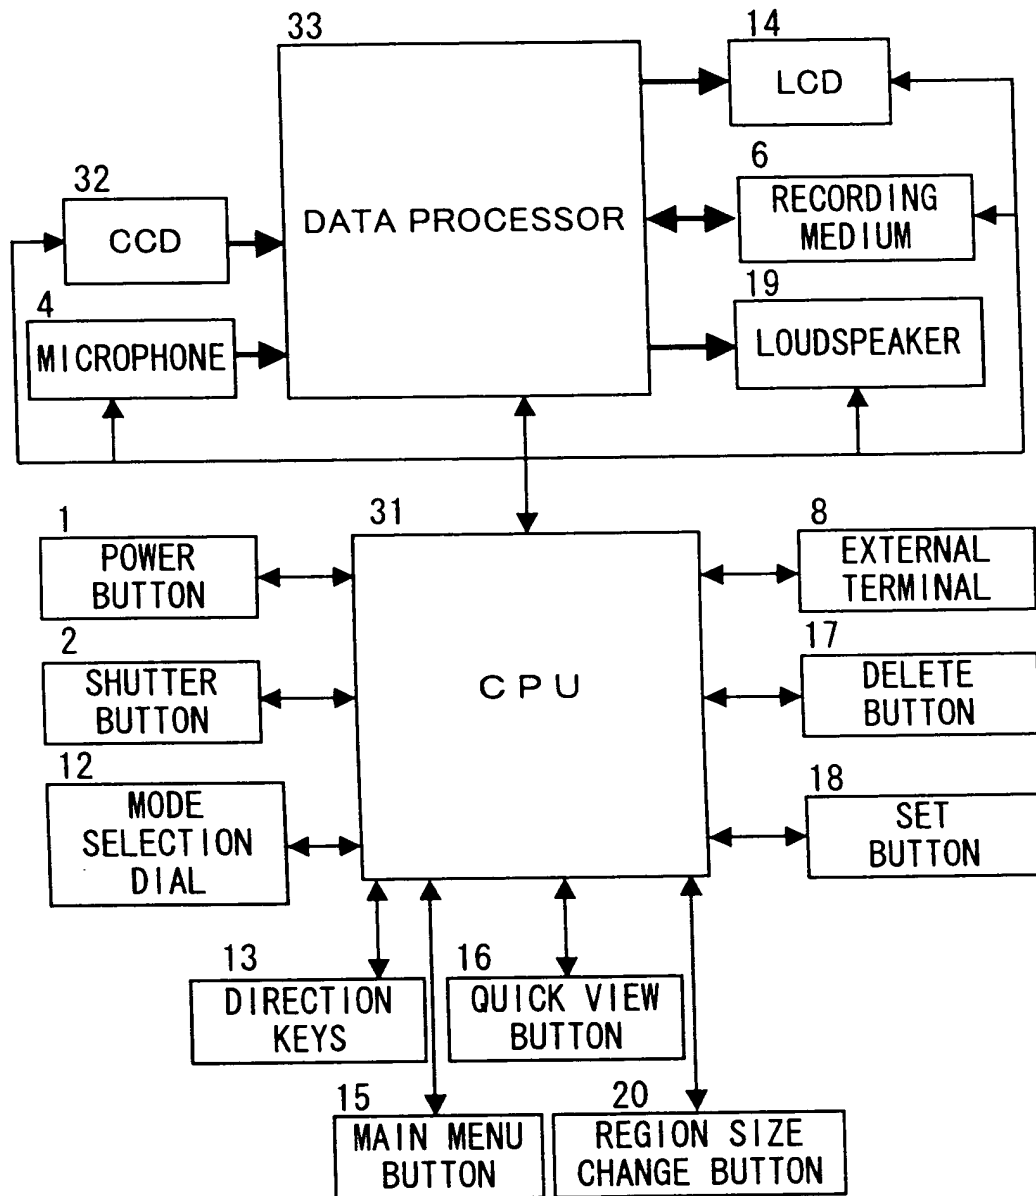 33
14
LCD
32
CCD
DATA PROCESSOR
6
RECORDING
MEDIUM
4
MICROPHONE
19
LOUDSPEAKER
31
CPU
1
POWER
BUTTON
8
EXTERNAL
TERMINAL
2
SHUTTER
BUTTON
17
DELETE
BUTTON
12
MODE
SELECTION
DIAL
18
SET
BUTTON
13
DIRECTION
KEYS
16
QUICK VIEW
BUTTON
15
MAIN MENU
BUTTON
20
REGION SIZE
CHANGE BUTTON